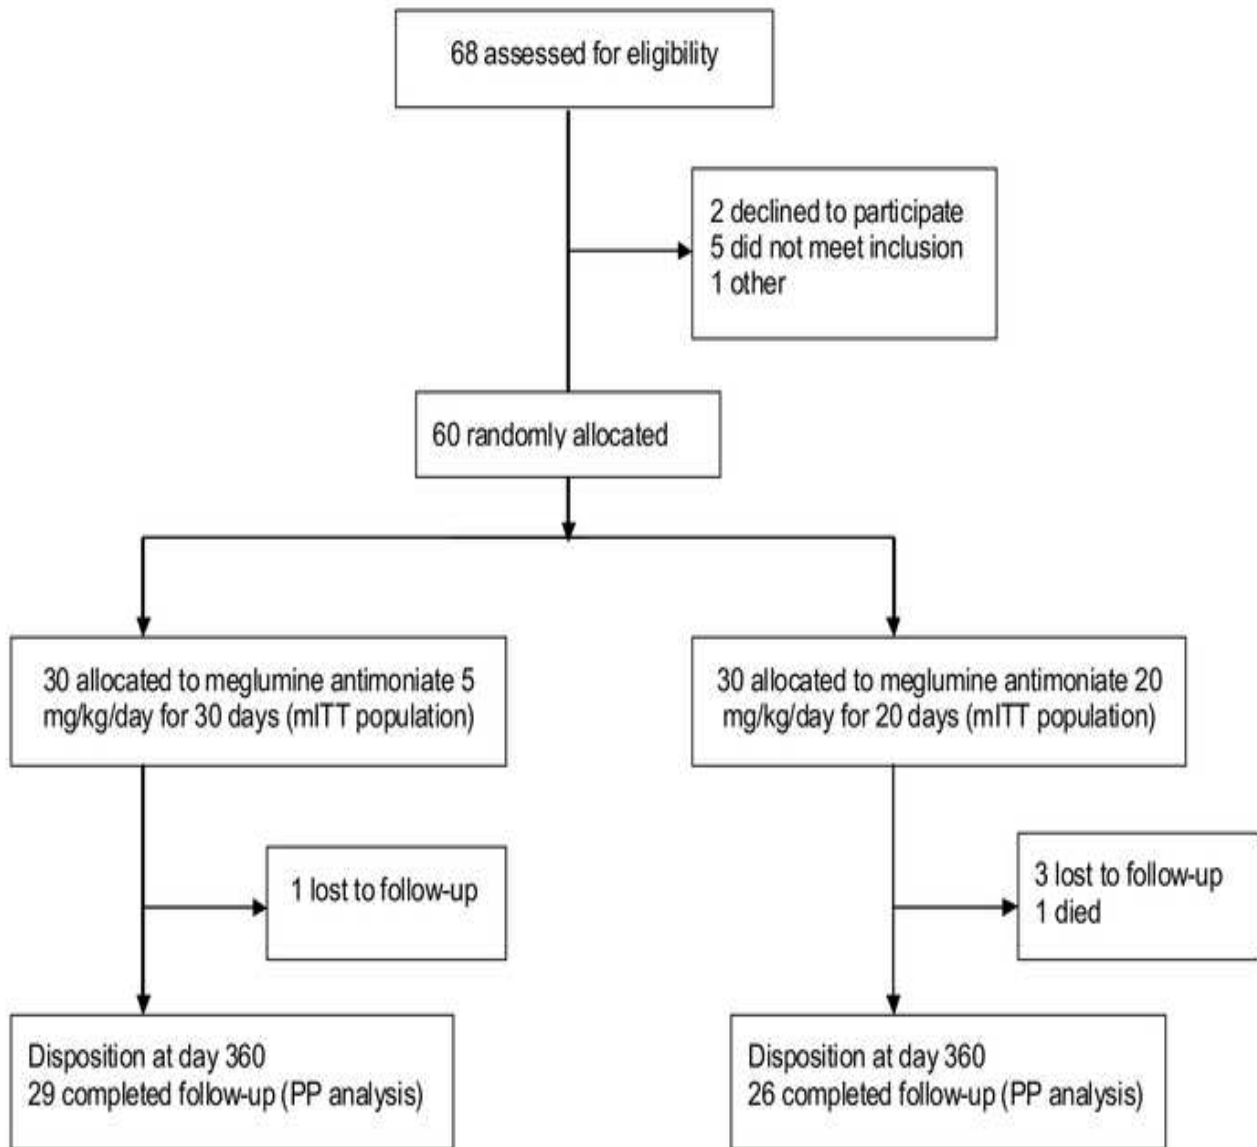 68 assessed for eligibility
2 declined to participate
5 did not meet inclusion
1 other
60 randomly allocated
30 allocated to meglumine antimoniate 5
mg/kg/day for 30 days (mITT population)
30 allocated to meglumine antimoniate 20
mg/kg/day for 20 days (mITT population)
1 lost to follow-up
3 lost to follow-up
1 died
Disposition at day 360
29 completed follow-up (PP analysis)
Disposition at day 360
26 completed follow-up (PP analysis)